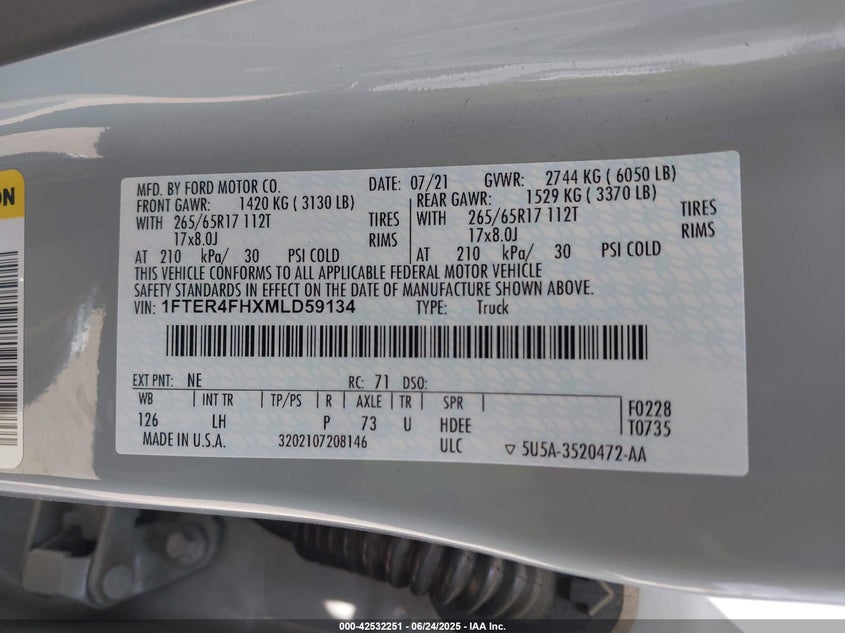 ON
MFD. BY FORD MOTOR CO. DATE: 07/21 GVWR: 2744 KG ( 6050 LB)
FRONT GAWR: 1420 KG ( 3130 LB) REAR GAWR: 1529 KG ( 3370 LB)
WITH 265/65R17 112T TIRES WITH 265/65R17 112T TIRES
17x8.0J RIMS 17x8.0J RIMS
AT 210 kPa/ 30 PSI COLD AT 210 kPa/ 30 PSI COLD
THIS VEHICLE CONFORMS TO ALL APPLICABLE FEDERAL MOTOR VEHICLE
SAFETY STANDARDS IN EFFECT ON THE DATE OF MANUFACTURE SHOWN ABOVE.
VIN: 1FTER4FHXMLD59134 TYPE: Truck
EXT PNT: NE RC: 71 DSO:
WB INT TR TP/PS R AXLE TR SPR F0228
126 LH P 73 U HDEE T0735
MADE IN U.S.A. 3202107208146 ULC ▽ 5U5A-3520472-AA
000-42532251 - 06/24/2025 - IAA Inc.